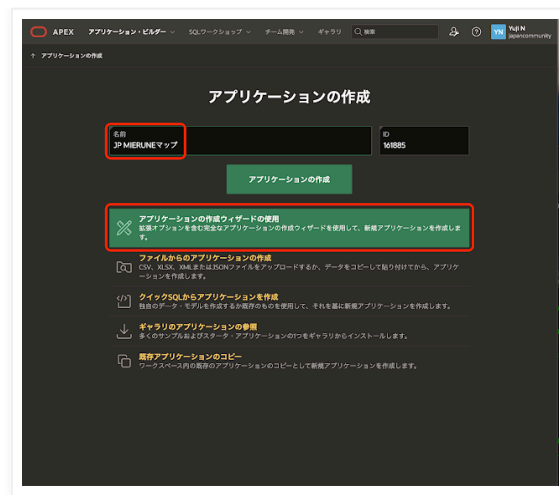 APEX アプリケーション・ビルダー SQLワークショップ チーム開発 ギャラリ 検索 YN Yuji N
japancommunity
↑ アプリケーションの作成
アプリケーションの作成
名前
JP MIERUNEマップ
ID
161885
アプリケーションの作成
アプリケーションの作成ウィザードの使用
拡張オプションを含む完全なアプリケーションの作成ウィザードを使用して、新規アプリケーションを作成しま
す。
ファイルからのアプリケーションの作成
CSV、XLSX、XMLまたはJSONファイルをアップロードするか、データをコピーして貼り付けてから、アプリケ
ーションを作成します。
クイックSQLからアプリケーションを作成
独自のデータ・モデルを作成するか既存のものを使用して、それを基に新規アプリケーションを作成します。
ギャラリのアプリケーションの参照
多くのサンプルおよびスタータ・アプリケーションの1つをギャラリからインストールします。
既存アプリケーションのコピー
ワークスペース内の既存のアプリケーションのコピーとして新規アプリケーションを作成します。